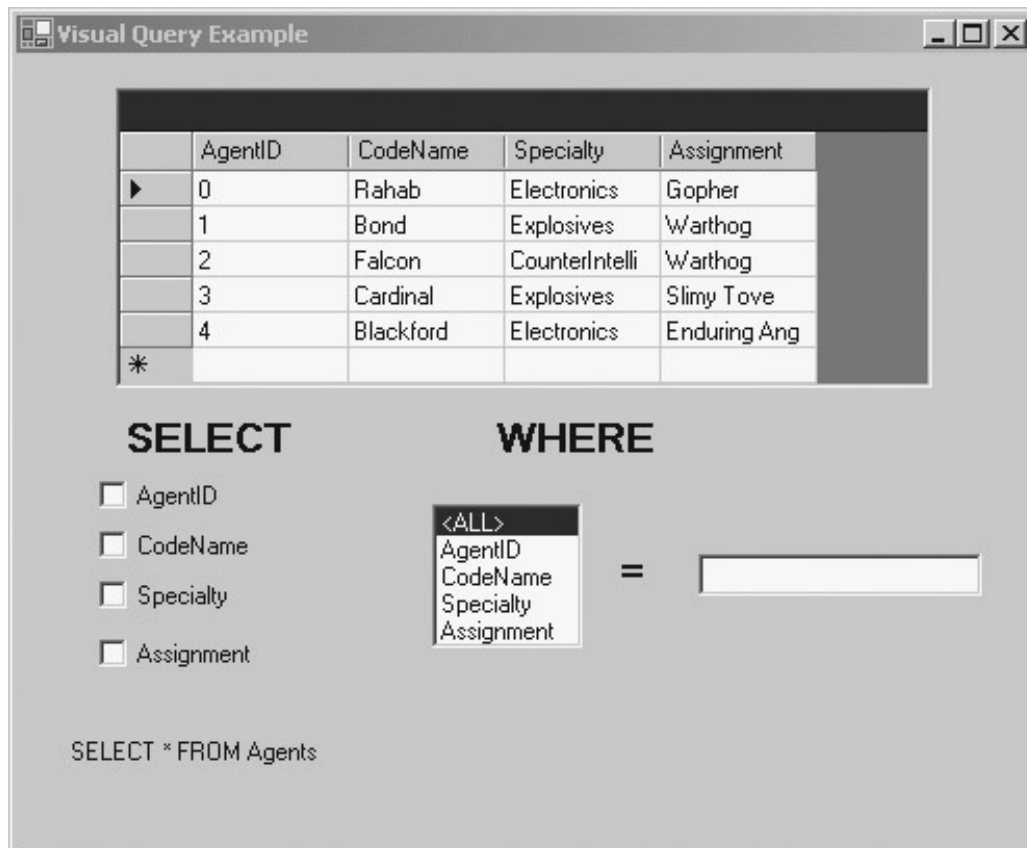 Visual Query Example
AgentID CodeName Specialty Assignment
0 Rahab Electronics Gopher
1 Bond Explosives Warthog
2 Falcon CounterIntelli Warthog
3 Cardinal Explosives Slimy Tove
4 Blackford Electronics Enduring Ang
*
SELECT WHERE
AgentID
CodeName
Specialty
Assignment
<ALL>
AgentID
CodeName
Specialty
Assignment
=
SELECT * FROM Agents